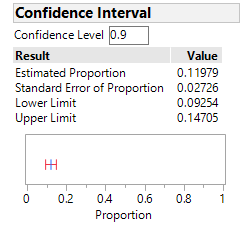 Confidence Interval
Confidence Level 0.9
Result Value
Estimated Proportion 0.11979
Standard Error of Proportion 0.02726
Lower Limit 0.09254
Upper Limit 0.14705
0 0.2 0.4 0.6 0.8 1
Proportion